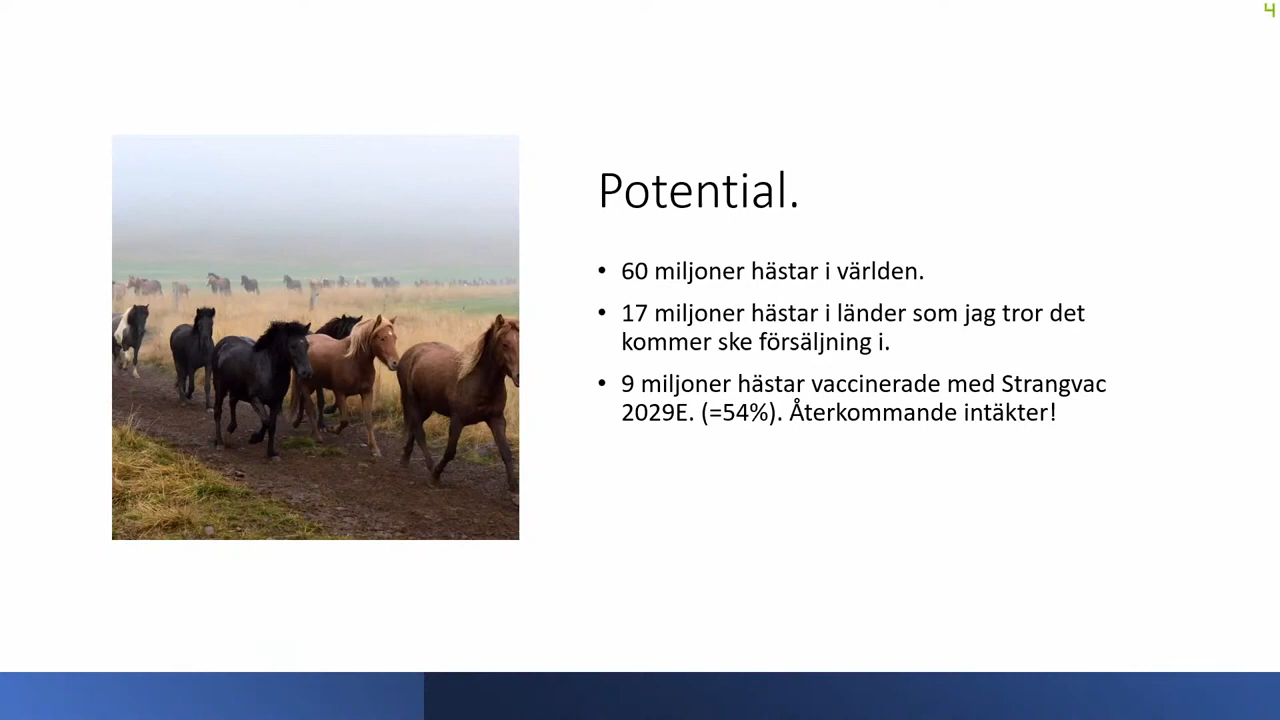 4
Potential.
• 60 miljoner hästar i världen.
• 17 miljoner hästar i länder som jag tror det
kommer ske försäljning i.
• 9 miljoner hästar vaccinerade med Strangvac
2029E. (=54%). Återkommande intäkter!